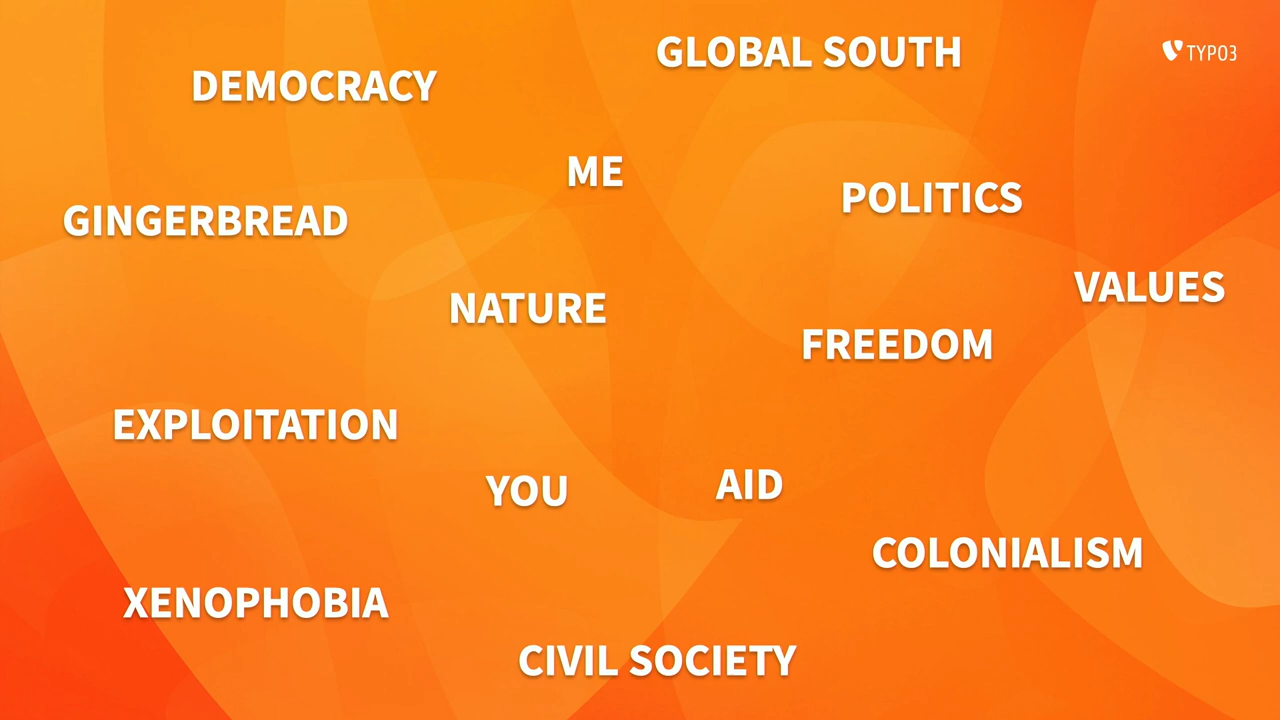 GLOBAL SOUTH
TYPO3
DEMOCRACY
ME
POLITICS
GINGERBREAD
VALUES
NATURE
FREEDOM
EXPLOITATION
AID
YOU
COLONIALISM
XENOPHOBIA
CIVIL SOCIETY